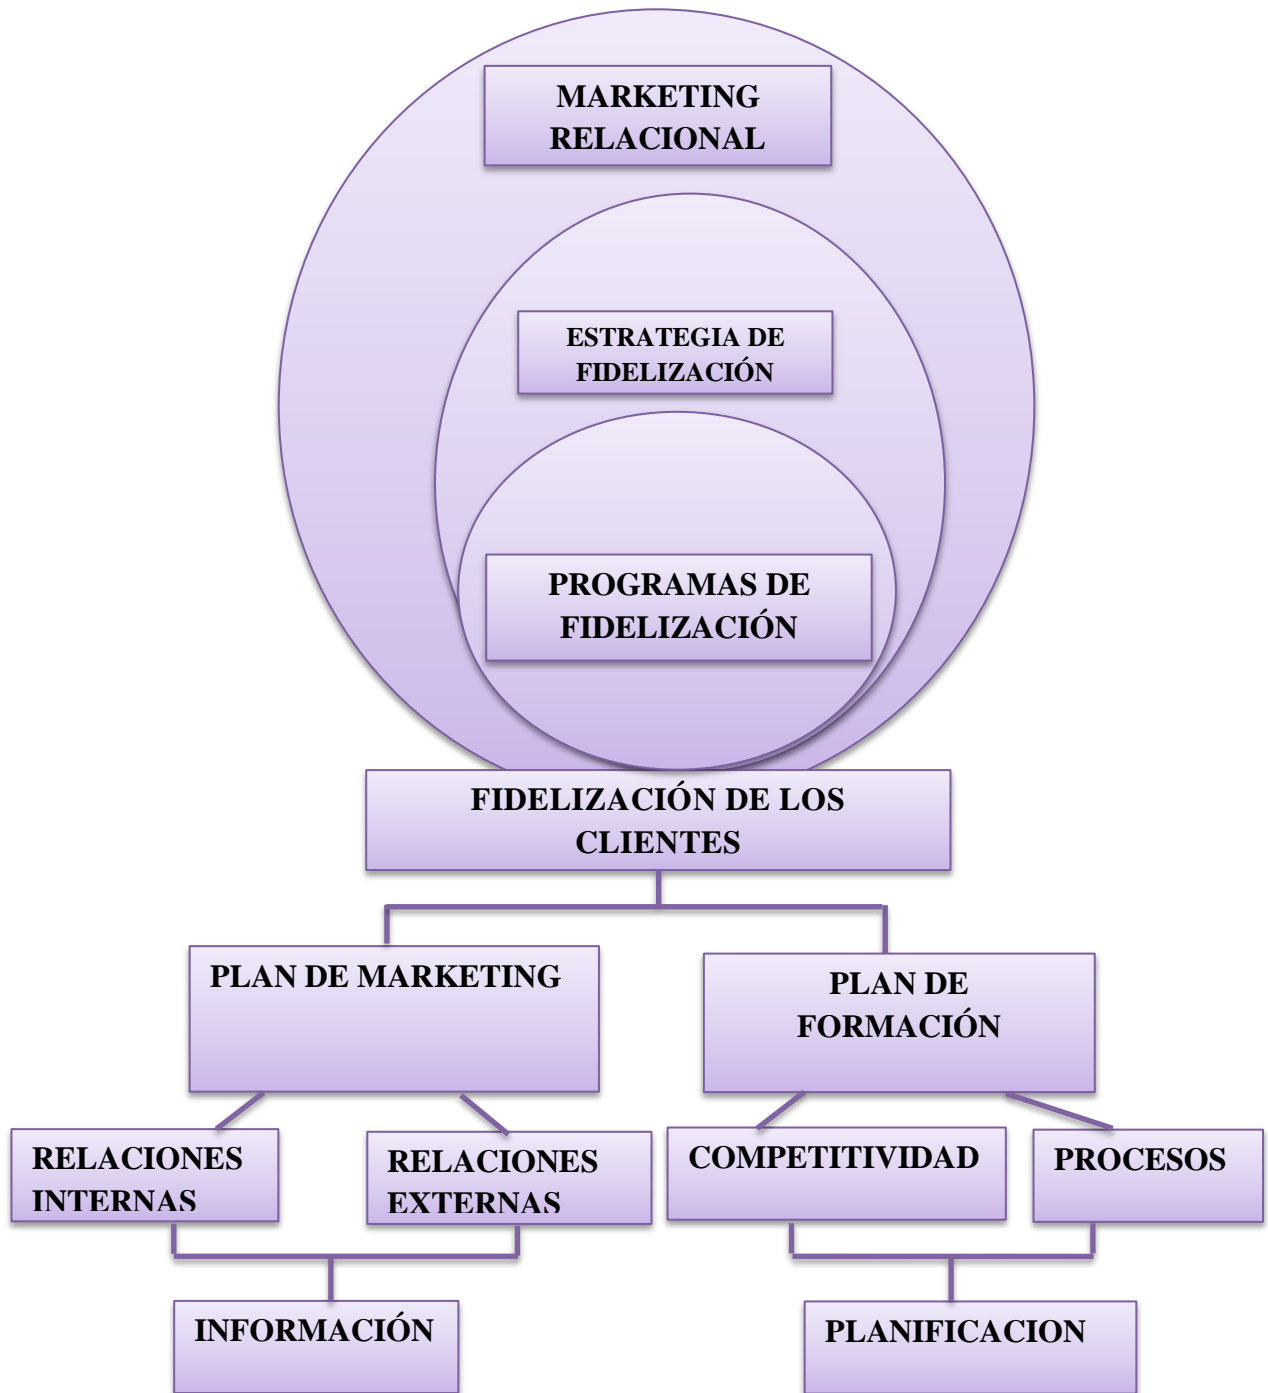 MARKETING
RELACIONAL
ESTRATEGIA DE
FIDELIZACIÓN
PROGRAMAS DE
FIDELIZACIÓN
FIDELIZACIÓN DE LOS
CLIENTES
PLAN DE MARKETING
PLAN DE
FORMACIÓN
RELACIONES
INTERNAS
RELACIONES
EXTERNAS
COMPETITIVIDAD
PROCESOS
INFORMACIÓN
PLANIFICACION